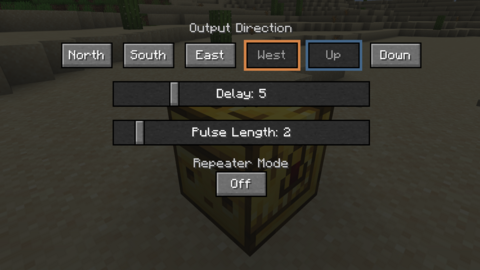 Output Direction
North South East West Up Down
Delay: 5
Pulse Length: 2
Repeater Mode
Off